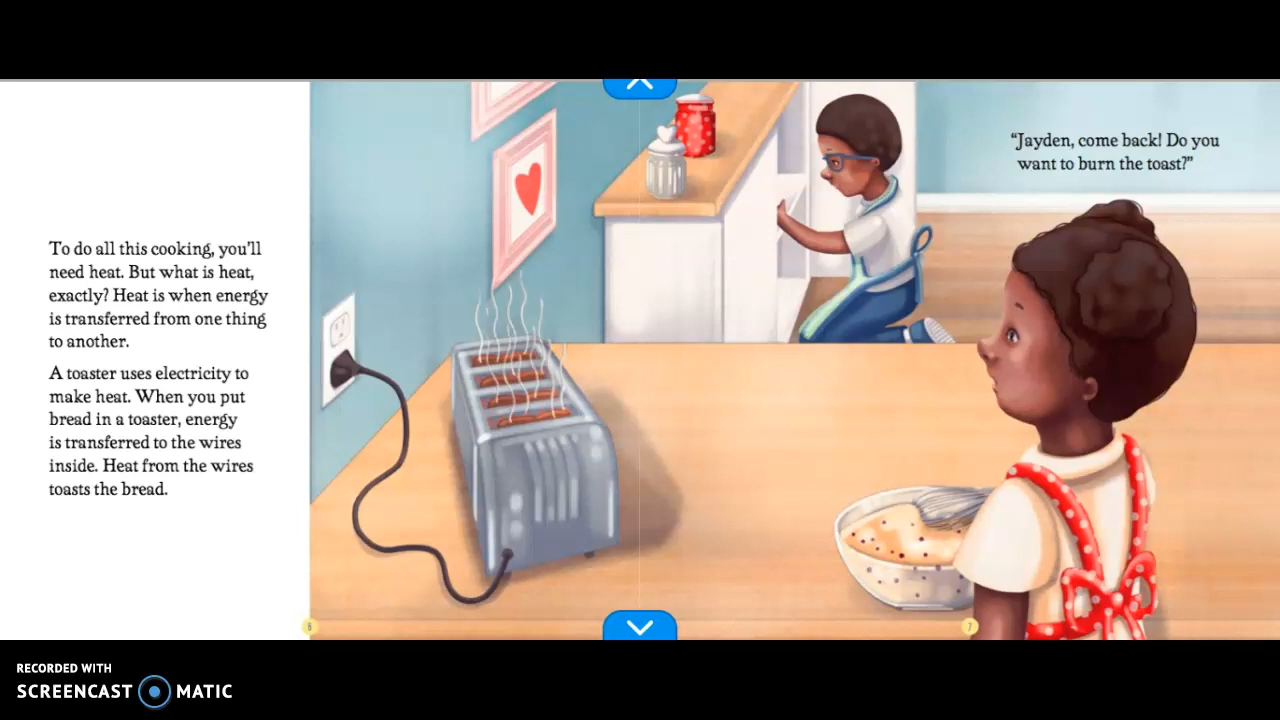 To do all this cooking, you'll
need heat. But what is heat,
exactly? Heat is when energy
is transferred from one thing
to another.
A toaster uses electricity to
make heat. When you put
bread in a toaster, energy
is transferred to the wires
inside. Heat from the wires
toasts the bread.
“Jayden, come back! Do you
want to burn the toast?”
6
7
RECORDED WITH
SCREENCAST MATIC